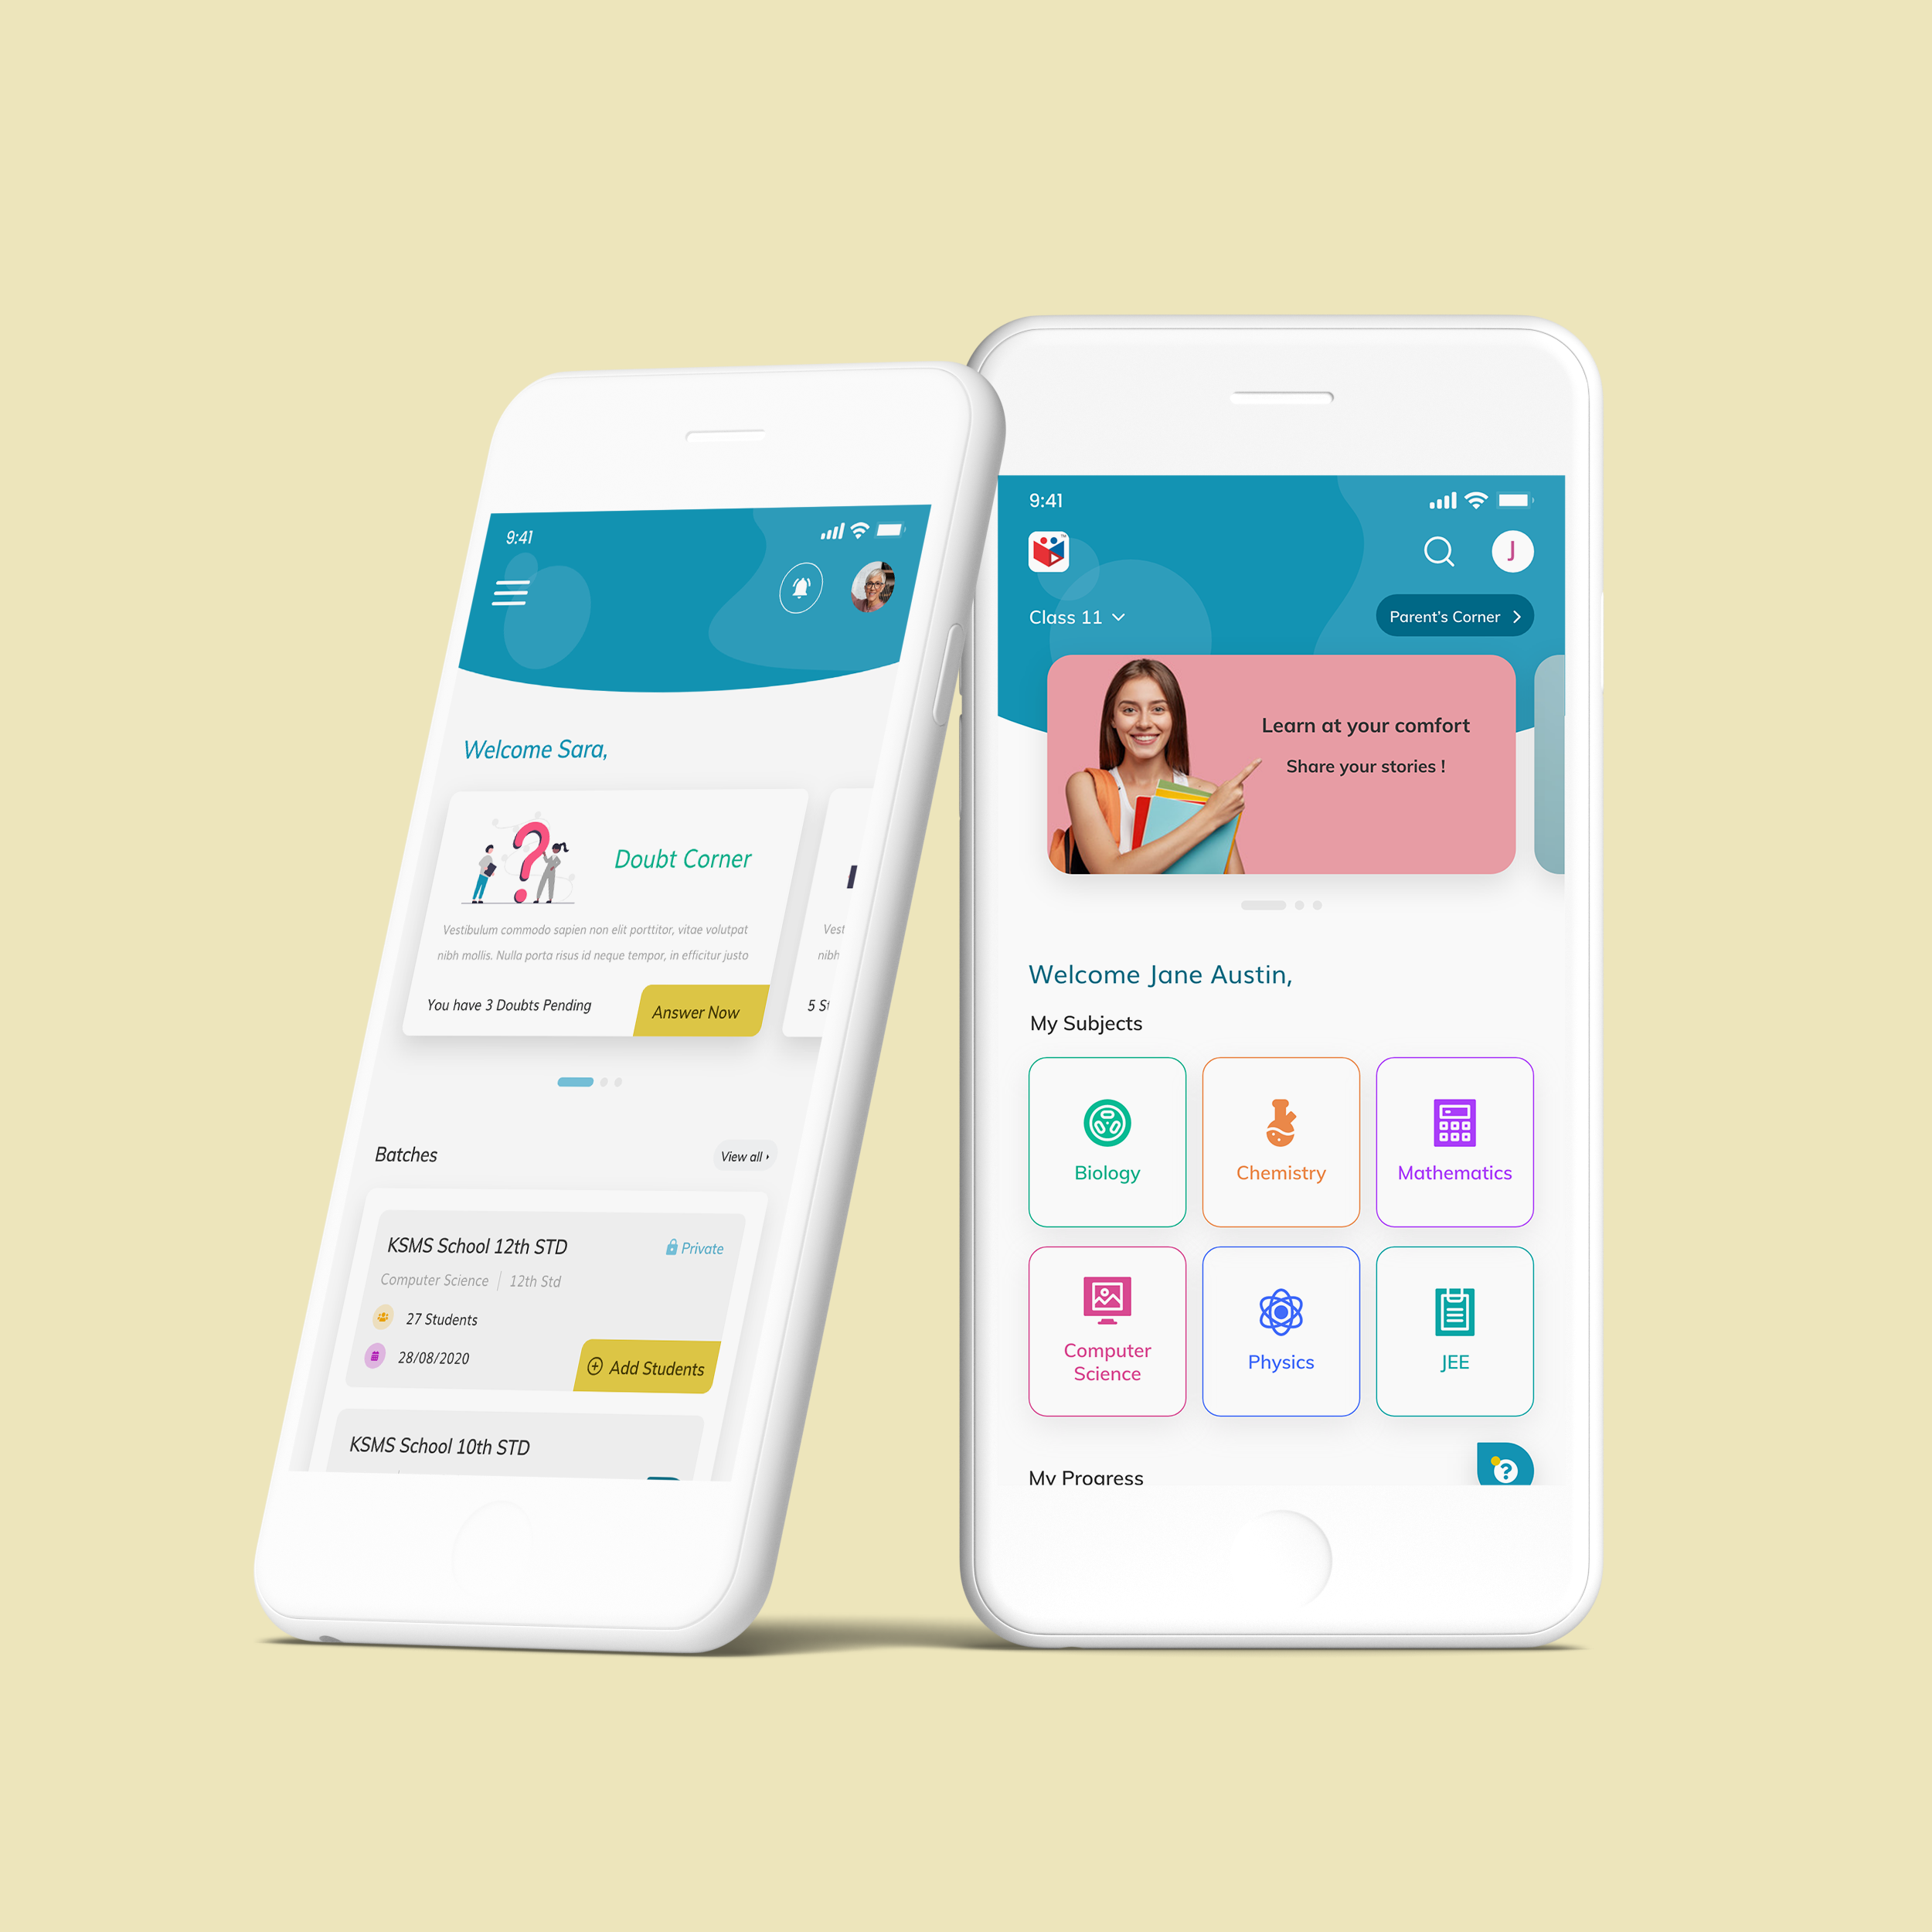 9:41
Welcome Sara,
Doubt Corner
Vestibulum commodo sapien non elit porttitor, vitae volutpat
nibh mollis. Nulla porta risus id neque tempor, in efficitur justo
You have 3 Doubts Pending
Answer Now
Vest
nibh
5 St
Batches
View all
KSMS School 12th STD
Private
Computer Science | 12th Std
27 Students
28/08/2020
Add Students
KSMS School 10th STD
9:41
J
Class 11
Parent's Corner
Learn at your comfort
Share your stories !
Welcome Jane Austin,
My Subjects
Biology
Chemistry
Mathematics
Computer
Science
Physics
JEE
My Progress
?